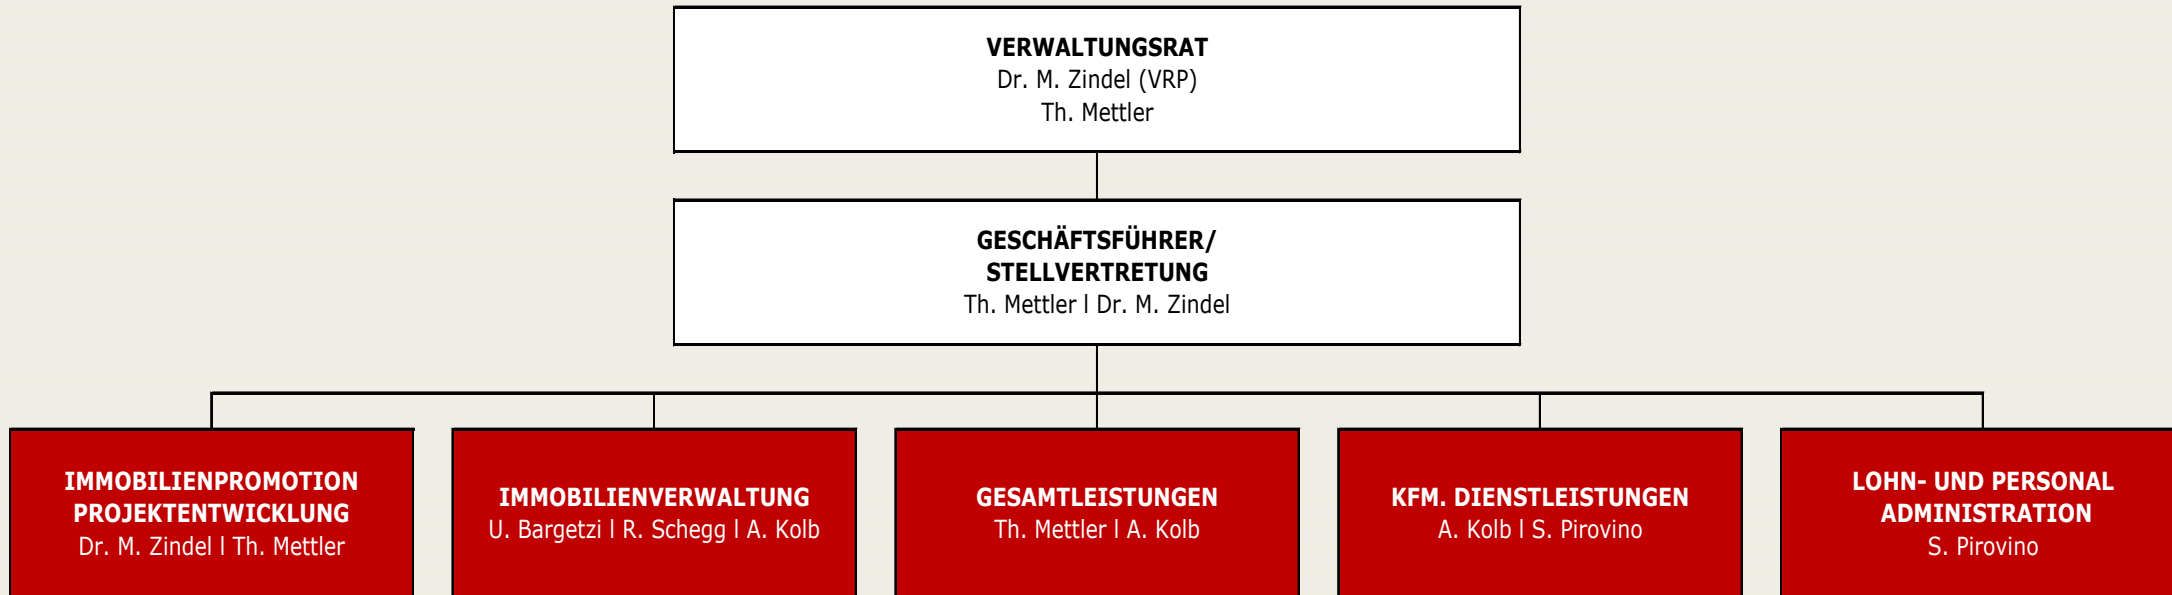 VERWALTUNGSRAT
Dr. M. Zindel (VRP)
Th. Mettler
GESCHÄFTSFÜHRER/
STELLVERTRETUNG
Th. Mettler l Dr. M. Zindel
IMMOBILIENPROMOTION
PROJEKTENTWICKLUNG
Dr. M. Zindel l Th. Mettler
IMMOBILIENVERWALTUNG
U. Bargetzi l R. Schegg l A. Kolb
GESAMTLEISTUNGEN
Th. Mettler l A. Kolb
KFM. DIENSTLEISTUNGEN
A. Kolb l S. Pirovino
LOHN- UND PERSONAL
ADMINISTRATION
S. Pirovino